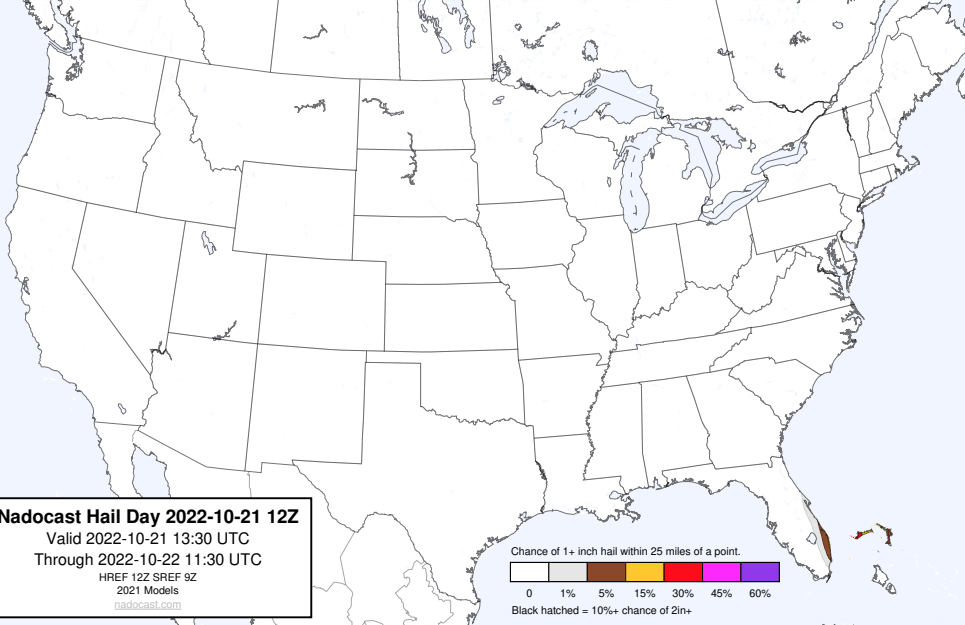 Nadocast Hail Day 2022-10-21 12Z
Valid 2022-10-21 13:30 UTC
Through 2022-10-22 11:30 UTC
HREF 12Z SREF 9Z
2021 Models
nadocast.com
Chance of 1+ inch hail within 25 miles of a point.
0 1% 5% 15% 30% 45% 60%
Black hatched = 10%+ chance of 2in+